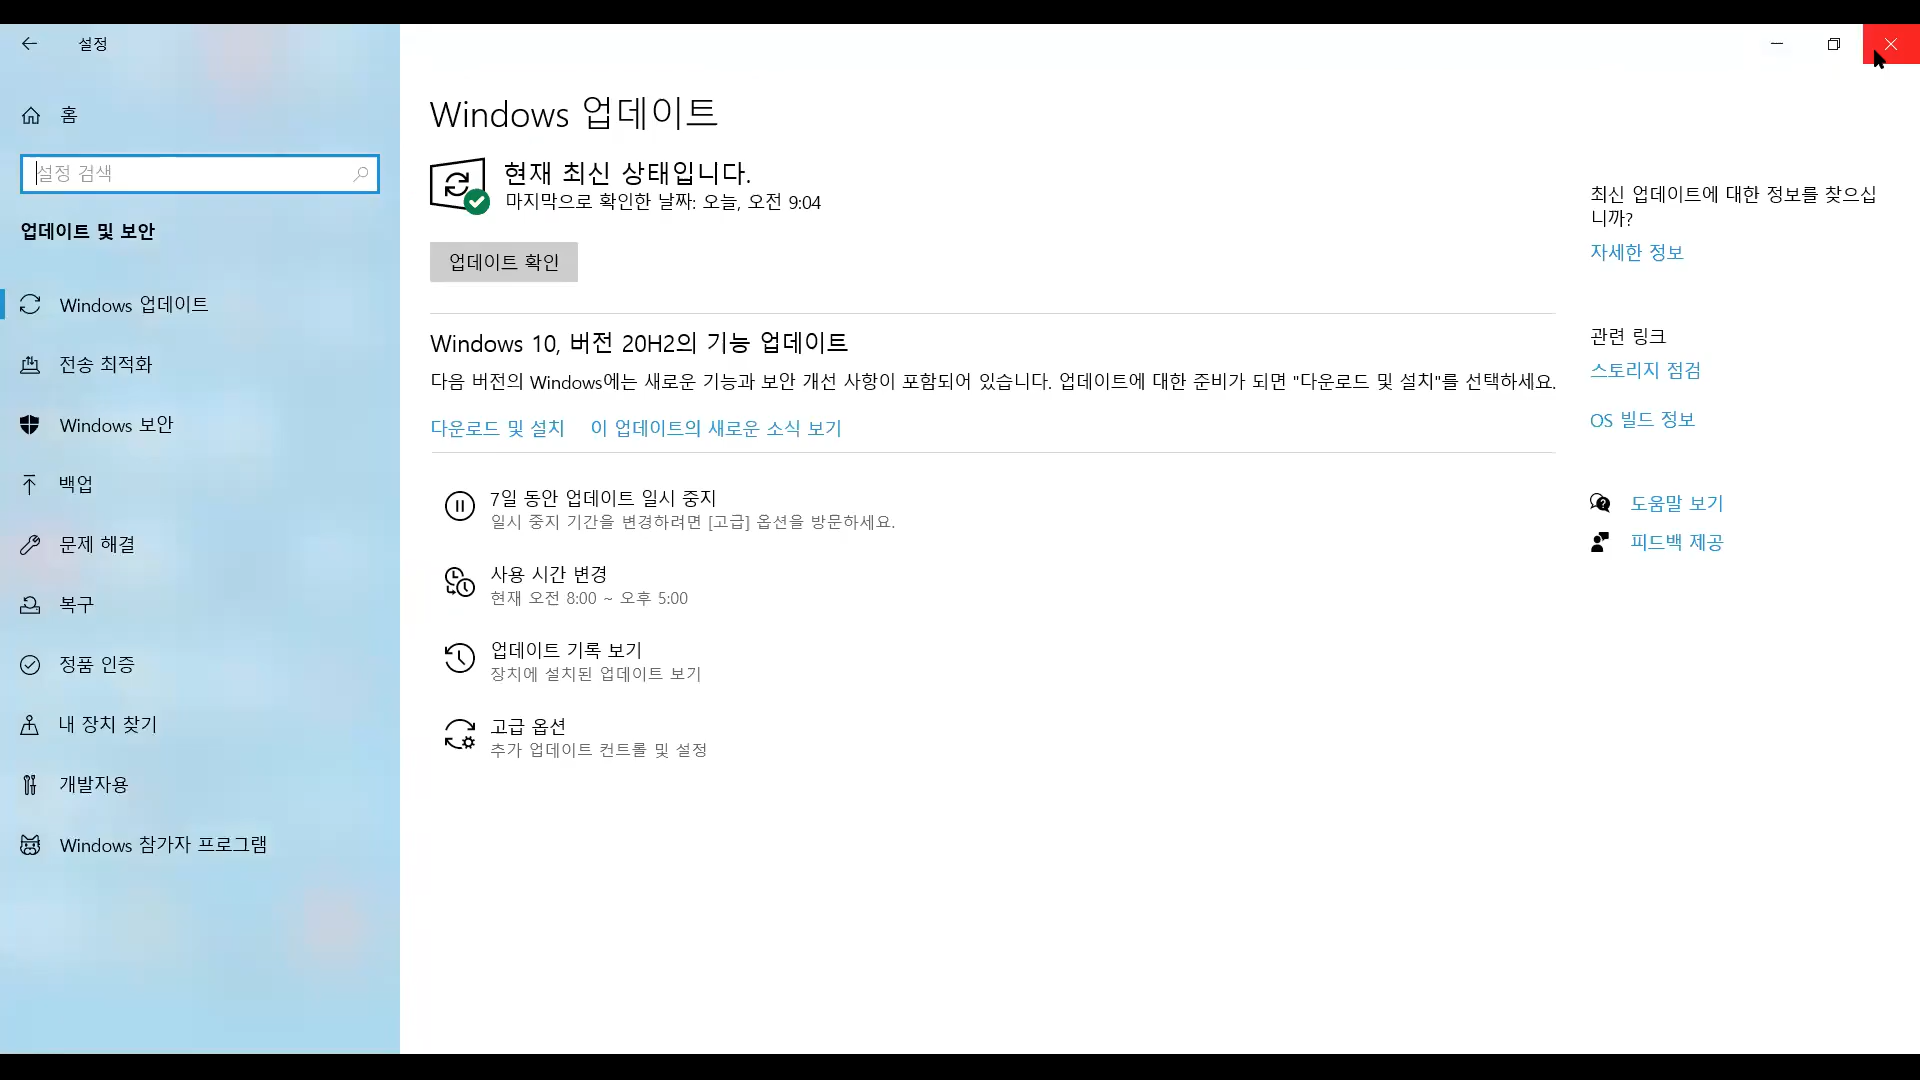 설정
홈
설정 검색
업데이트 및 보안
Windows 업데이트
전송 최적화
Windows 보안
백업
문제 해결
복구
정품 인증
내 장치 찾기
개발자용
Windows 참가자 프로그램
Windows 업데이트
현재 최신 상태입니다.
마지막으로 확인한 날짜: 오늘, 오전 9:04
업데이트 확인
Windows 10, 버전 20H2의 기능 업데이트
다음 버전의 Windows에는 새로운 기능과 보안 개선 사항이 포함되어 있습니다. 업데이트에 대한 준비가 되면 "다운로드 및 설치"를 선택하세요.
다운로드 및 설치 이 업데이트의 새로운 소식 보기
7일 동안 업데이트 일시 중지
일시 중지 기간을 변경하려면 [고급] 옵션을 방문하세요.
사용 시간 변경
현재 오전 8:00 ~ 오후 5:00
업데이트 기록 보기
장치에 설치된 업데이트 보기
고급 옵션
추가 업데이트 컨트롤 및 설정
최신 업데이트에 대한 정보를 찾으십
니까?
자세한 정보
관련 링크
스토리지 점검
OS 빌드 정보
도움말 보기
피드백 제공